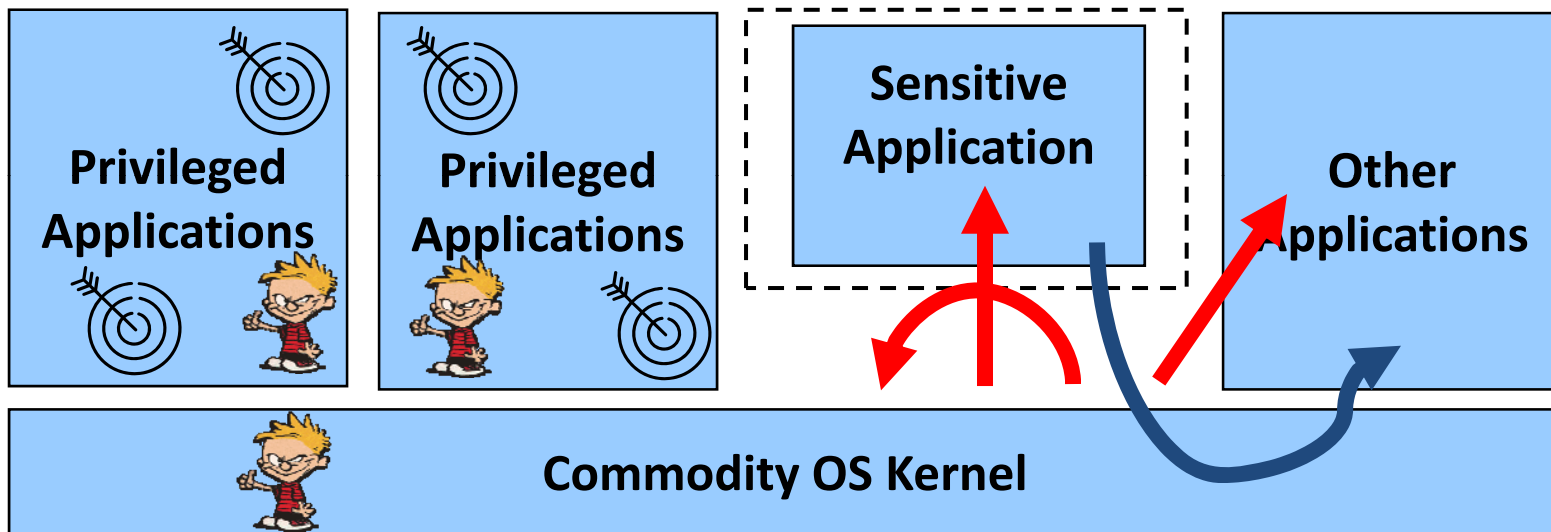 Privileged
Applications
Privileged
Applications
Sensitive
Application
Other
Applications
Commodity OS Kernel